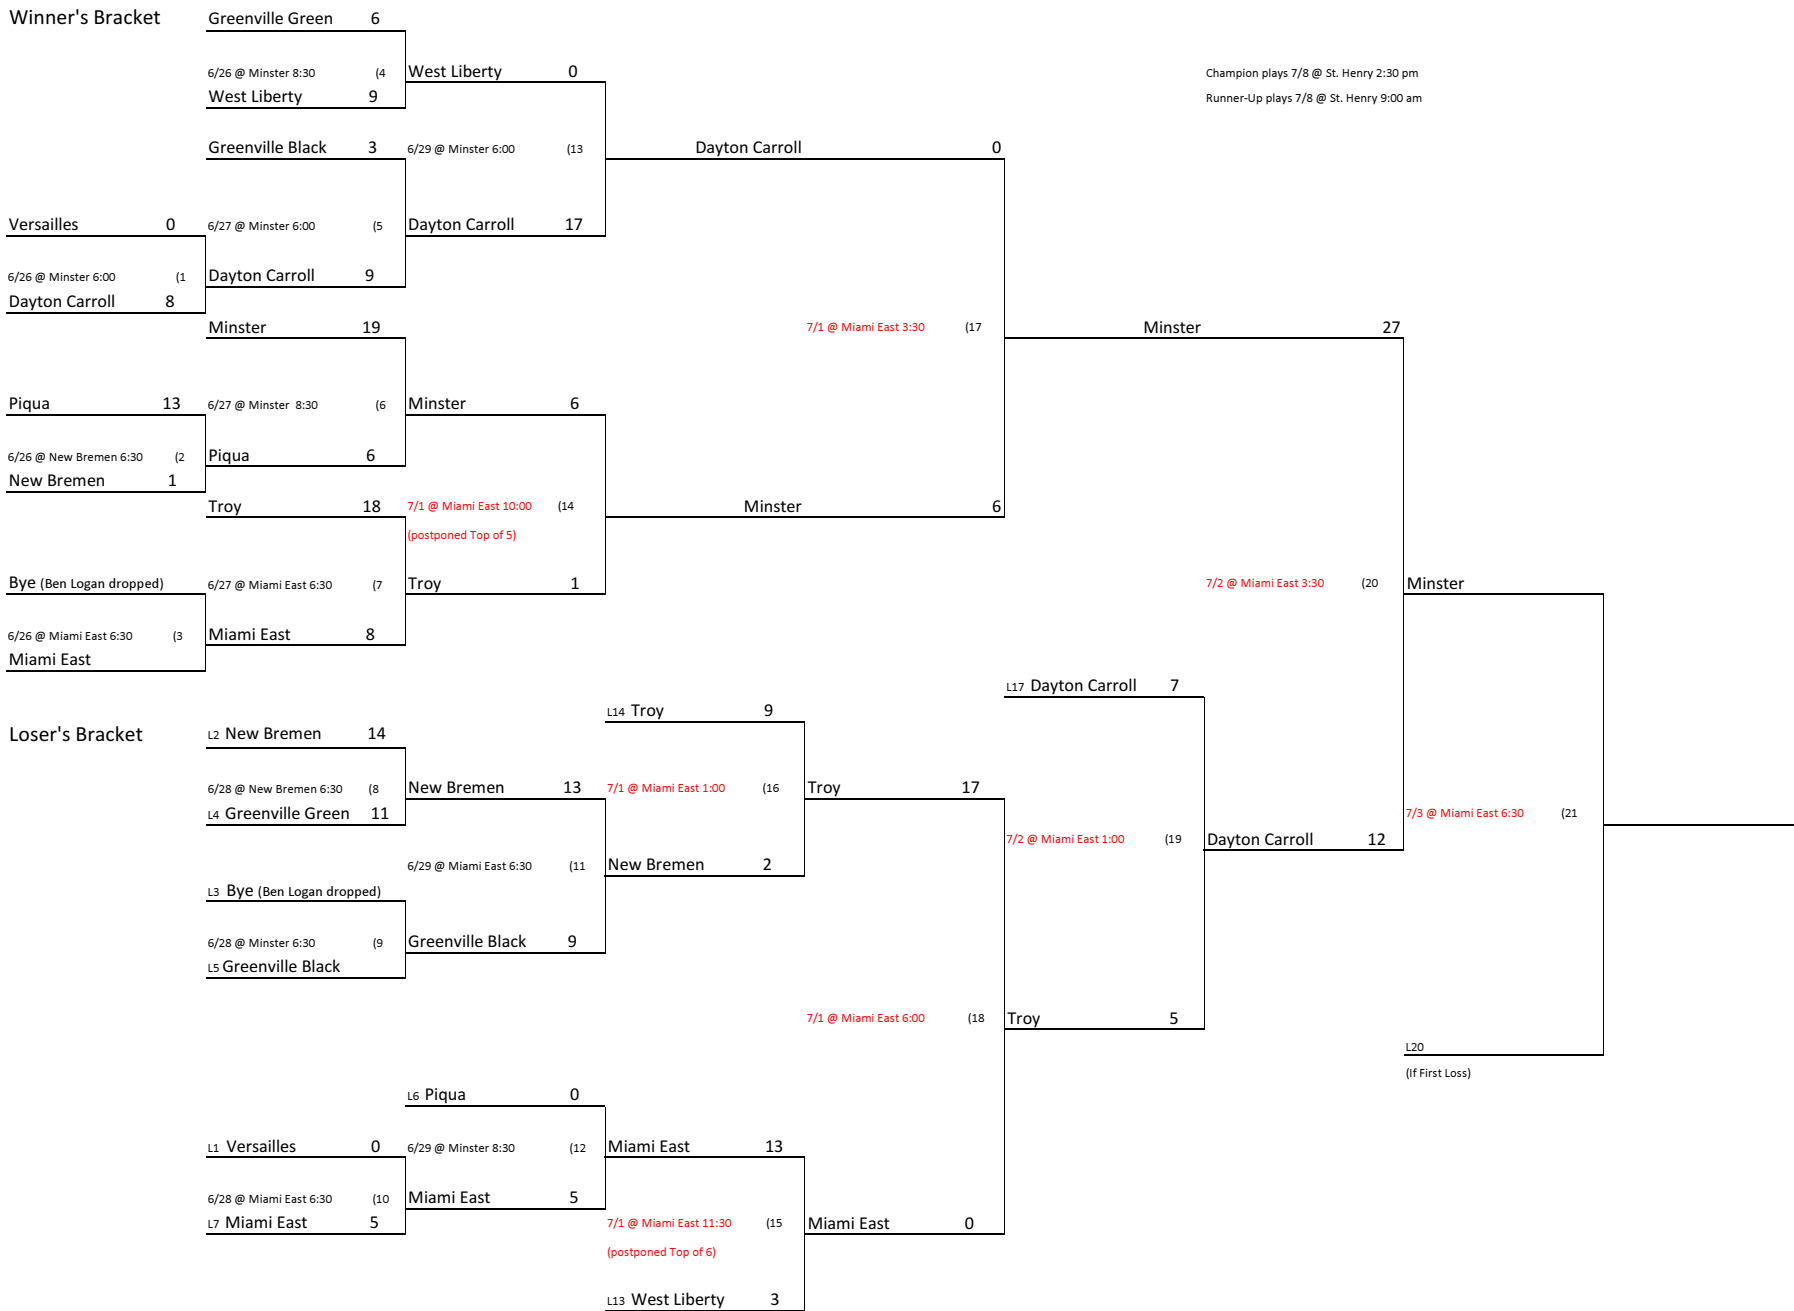 Winner's Bracket
Greenville Green 6
6/26 @ Minster 8:30 (4
West Liberty 9
West Liberty 0
Champion plays 7/8 @ St. Henry 2:30 pm
Runner-Up plays 7/8 @ St. Henry 9:00 am
Greenville Black 3
6/29 @ Minster 6:00 (13
Dayton Carroll 0
Versailles 0
6/27 @ Minster 6:00 (5
Dayton Carroll 17
6/26 @ Minster 6:00 (1
Dayton Carroll 9
Dayton Carroll 8
Minster 19
7/1 @ Miami East 3:30 (17
Minster 27
Piqua 13
6/27 @ Minster  8:30 (6
Minster 6
6/26 @ New Bremen 6:30 (2
Piqua 6
New Bremen 1
Troy 18
7/1 @ Miami East 10:00 (14
(postponed Top of 5)
Minster 6
Bye (Ben Logan dropped)
6/27 @ Miami East 6:30 (7
Troy 1
7/2 @ Miami East 3:30 (20
Minster
6/26 @ Miami East 6:30 (3
Miami East 8
Miami East
L17 Dayton Carroll 7
L14 Troy 9
Loser's Bracket
L2 New Bremen 14
6/28 @ New Bremen 6:30 (8
New Bremen 13
7/1 @ Miami East 1:00 (16
Troy 17
L4 Greenville Green 11
7/3 @ Miami East 6:30 (21
7/2 @ Miami East 1:00 (19
Dayton Carroll 12
6/29 @ Miami East 6:30 (11
New Bremen 2
L3 Bye (Ben Logan dropped)
6/28 @ Minster 6:30 (9
Greenville Black 9
L5 Greenville Black
7/1 @ Miami East 6:00 (18
Troy 5
L20
(If First Loss)
L6 Piqua 0
L1 Versailles 0
6/29 @ Minster 8:30 (12
Miami East 13
6/28 @ Miami East 6:30 (10
Miami East 5
L7 Miami East 5
7/1 @ Miami East 11:30 (15
(postponed Top of 6)
Miami East 0
L13 West Liberty 3